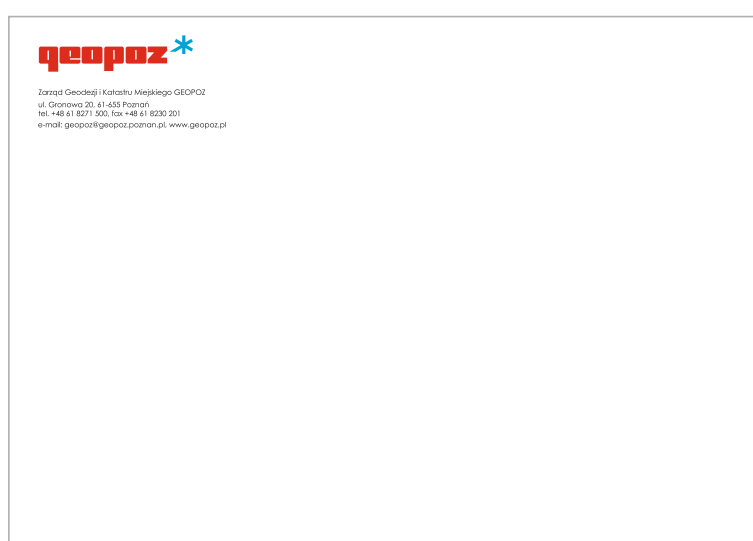 geopoz*
Zarząd Geodezji i Katastru Miejskiego GEOPOZ
ul. Gronowa 20, 61-655 Poznań
tel. +48 61 8271 500, fax +48 61 8230 201
e-mail: geopoz@geopoz.poznan.pl, www.geopoz.pl